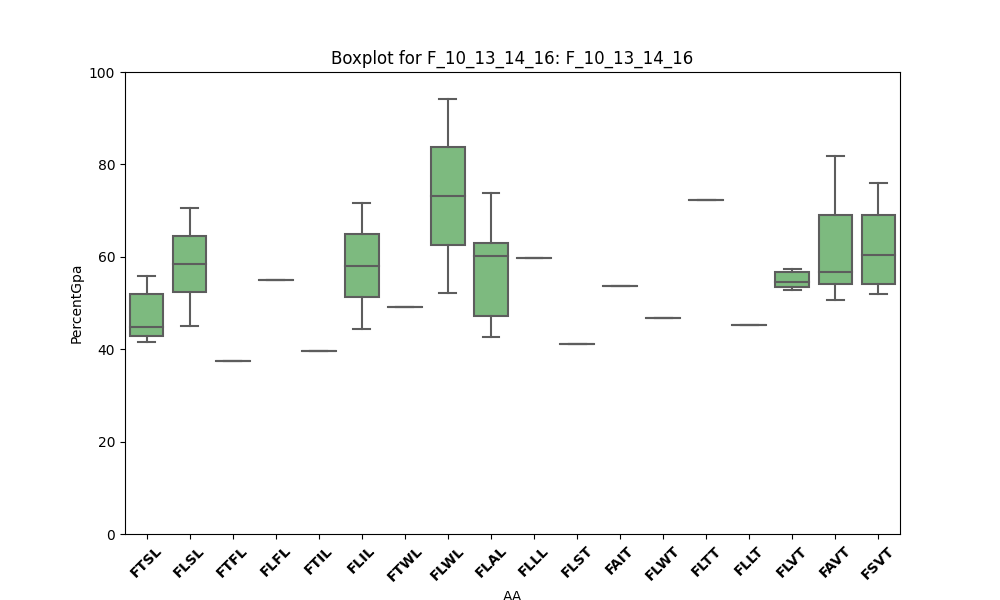 Boxplot for F_10_13_14_16: F_10_13_14_16
PercentGpa
100
80
60
40
20
0
FTSL FLSL FTFL FLFL FTIL FLIL FTWL FLWL FLAL FLLL FLST FAIT FLWT FLTT FLLT FLVT FAVT FSVT
AA